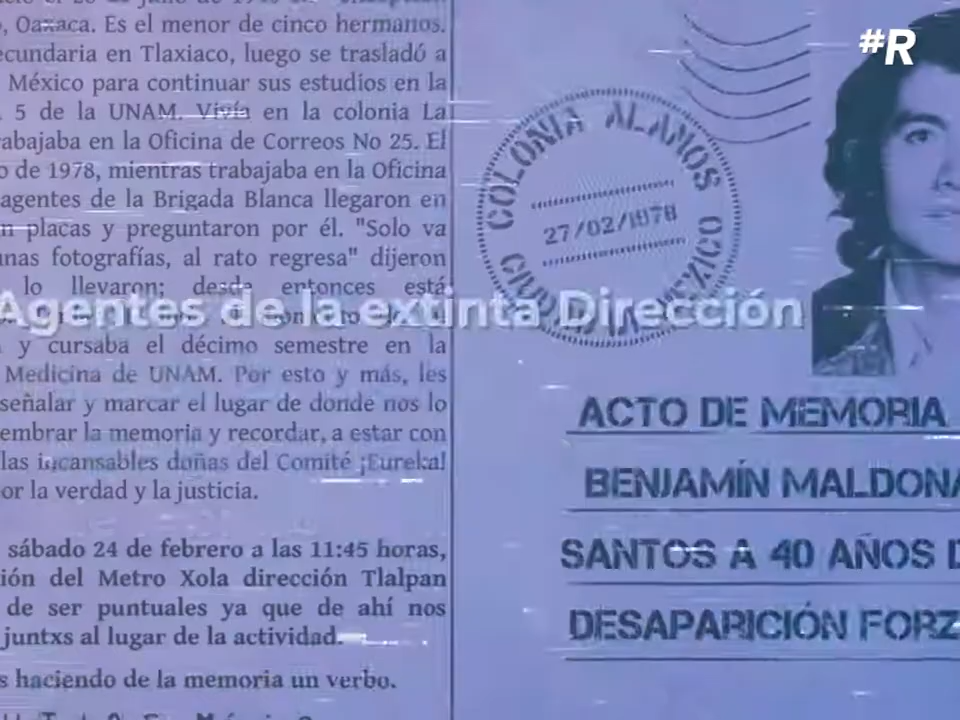 #R
Oaxaca. Es el menor de cinco hermanos.
ecundaria en Tlaxiaco, luego se trasladó a
México para continuar sus estudios en la
5 de la UNAM. Vivía en la colonia La
rabajaba en la Oficina de Correos No 25. El
o de 1978, mientras trabajaba en la Oficina
agentes de la Brigada Blanca llegaron en
n placas y preguntaron por él. "Solo va
unas fotografías, al rato regresa" dijeron
lo llevaron; desde entonces está
y cursaba el décimo semestre en la
Medicina de UNAM. Por esto y más, les
señalar y marcar el lugar de donde nos lo
embrar la memoria y recordar, a estar con
las incansables doñas del Comité ¡Eureka!
or la verdad y la justicia.
sábado 24 de febrero a las 11:45 horas,
ión del Metro Xola dirección Tlalpan
de ser puntuales ya que de ahí nos
juntxs al lugar de la actividad.
s haciendo de la memoria un verbo.
Agentes de la extinta Dirección
COLONIA ALAMOS
27/02/1978
CIUDAD DE MEXICO
ACTO DE MEMORIA
BENJAMÍN MALDONA
SANTOS A 40 AÑOS D
DESAPARICIÓN FORZ